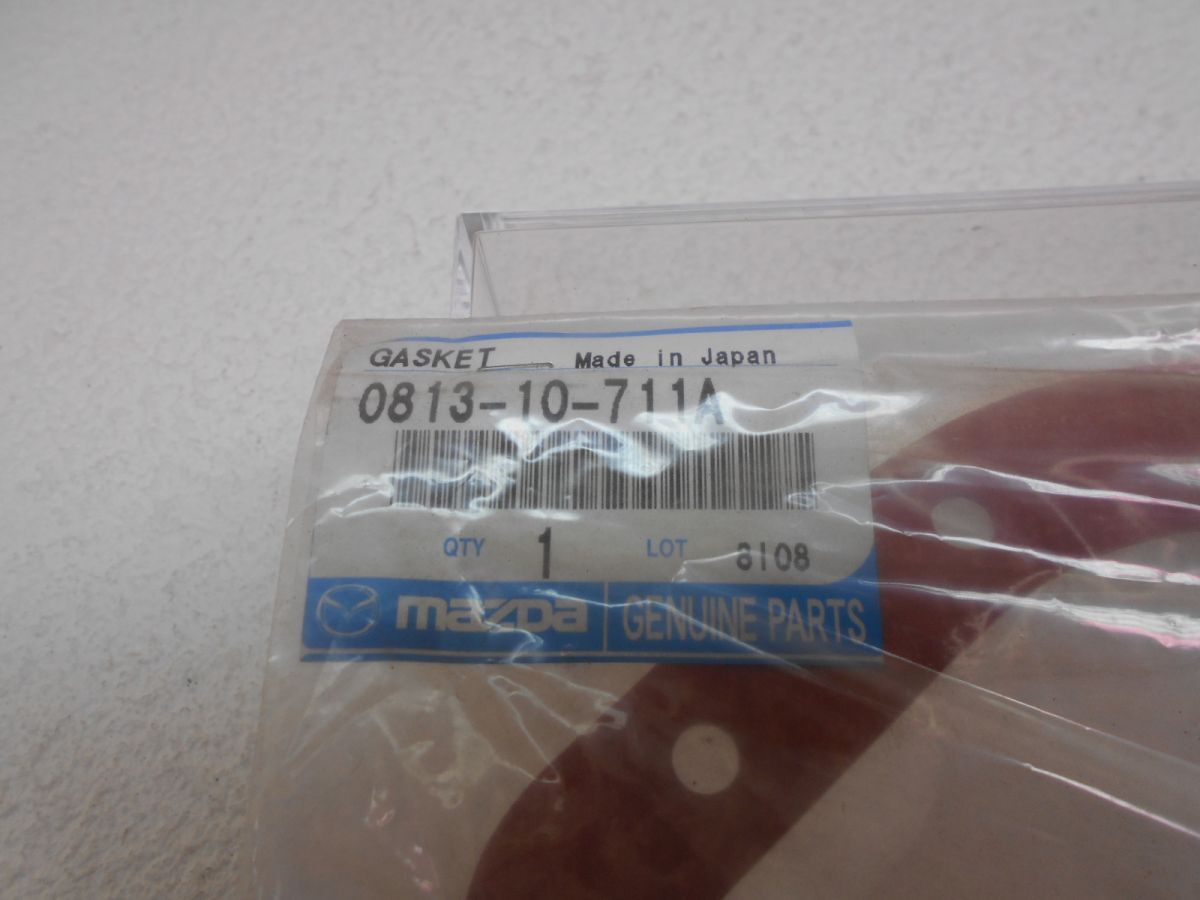 GASKET Made in Japan
0813-10-711A
QTY 1 LOT 8108
mazda GENUINE PARTS